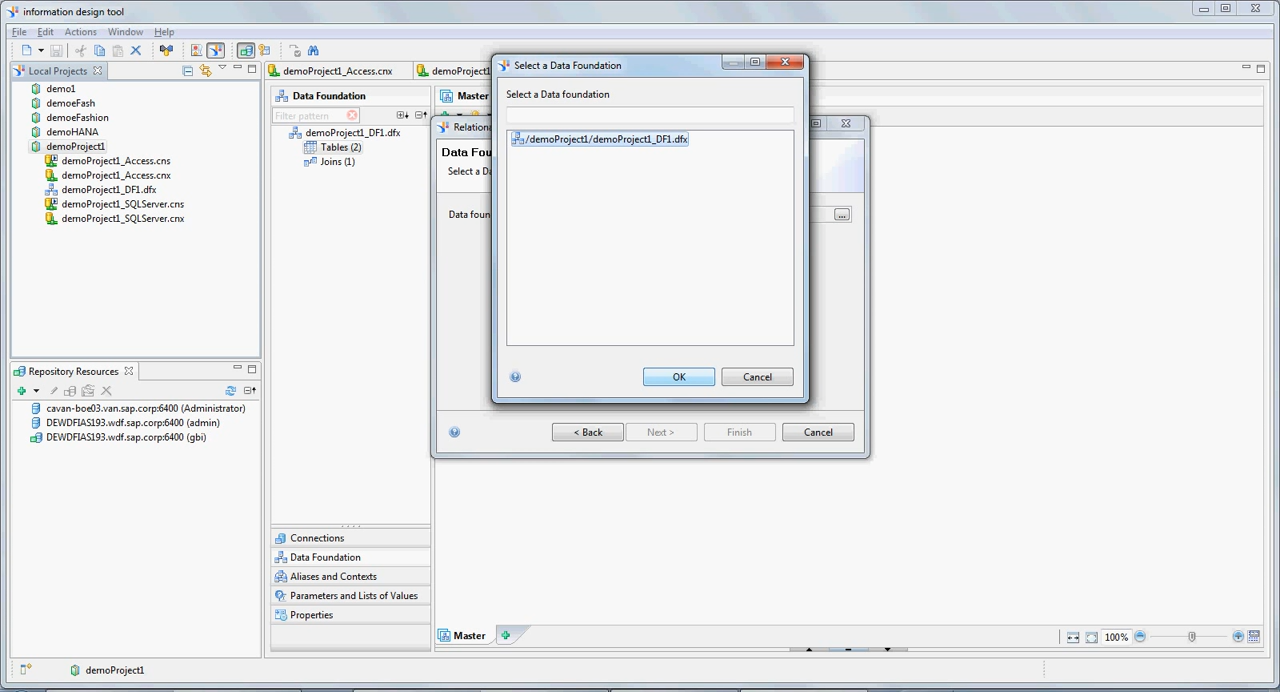 information design tool
File Edit Actions Window Help
Local Projects
demo1
demoeFash
demoeFashion
demoHANA
demoProject1
demoProject1_Access.cns
demoProject1_Access.cnx
demoProject1_DF1.dfx
demoProject1_SQLServer.cns
demoProject1_SQLServer.cnx
Repository Resources
cavan-boe03.van.sap.corp:6400 (Administrator)
DEWDFIAS193.wdf.sap.corp:6400 (admin)
DEWDFIAS193.wdf.sap.corp:6400 (gbi)
demoProject1_Access.cnx
demoProject1
Data Foundation
Master
Filter pattern
demoProject1_DF1.dfx
Tables (2)
Joins (1)
Connections
Data Foundation
Aliases and Contexts
Parameters and Lists of Values
Properties
Relationa
Data Fou
Select a Da
Data foun
...
< Back Next > Finish Cancel
Select a Data Foundation
Select a Data foundation
/demoProject1/demoProject1_DF1.dfx
OK Cancel
Master
100%
demoProject1